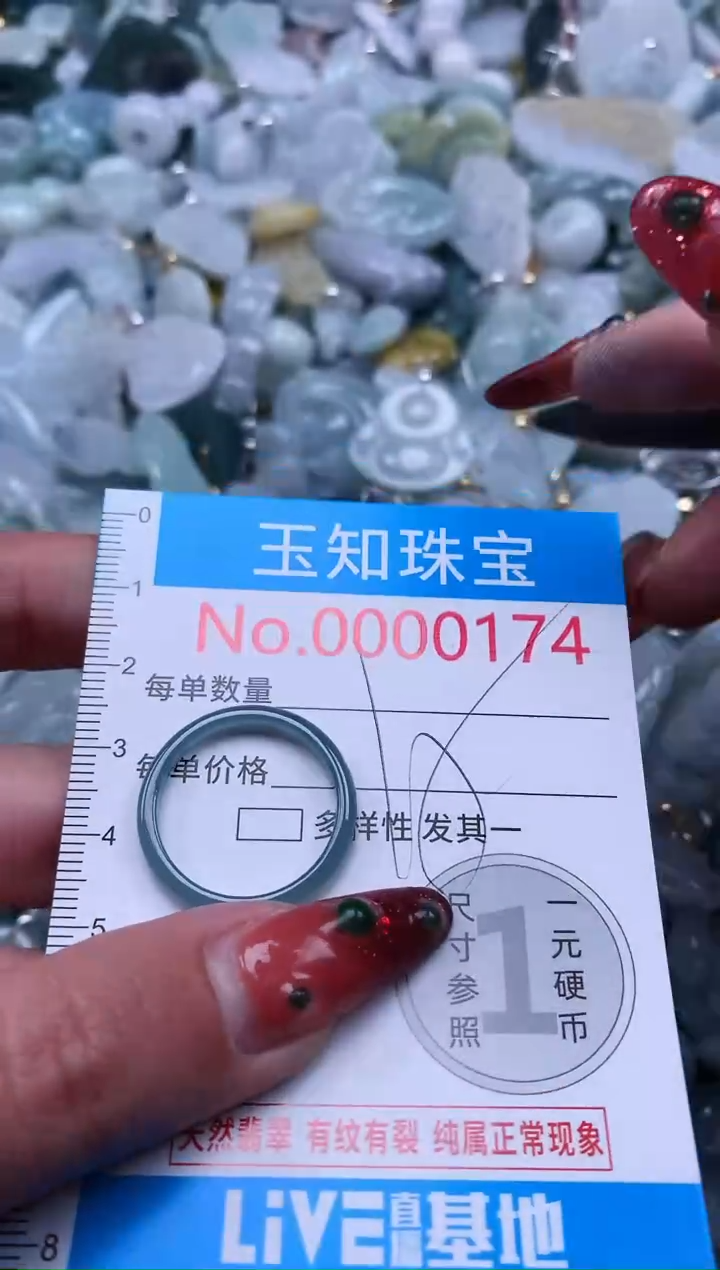 0
玉知珠宝
1
No.0000174
2
每单数量
3
每单价格
4
多样性 发其一
5
尺寸参照
1
一元硬币
天然翡翠 有纹有裂 纯属正常现象
LiVE直播基地
8